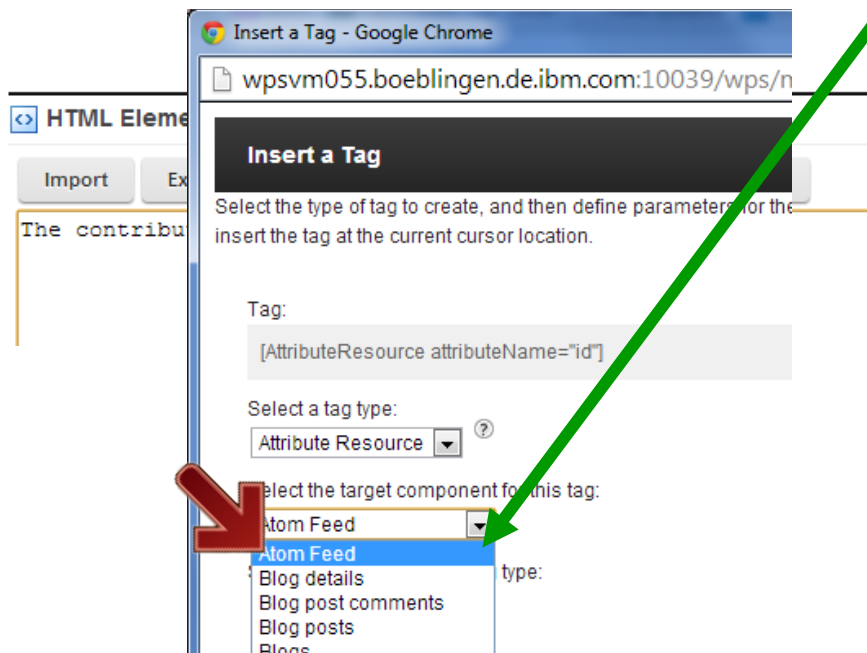 Insert a Tag - Google Chrome
wpsvm055.boeblingen.de.ibm.com:10039/wps/
HTML Eleme
Insert a Tag
Import Ex
Select the type of tag to create, and then define parameters for the
The contribu
insert the tag at the current cursor location.
Tag:
[AttributeResource attributeName="id"]
Select a tag type:
Attribute Resource ?
elect the target component for this tag:
Atom Feed
Atom Feed
type:
Blog details
Blog post comments
Blog posts
Blogs